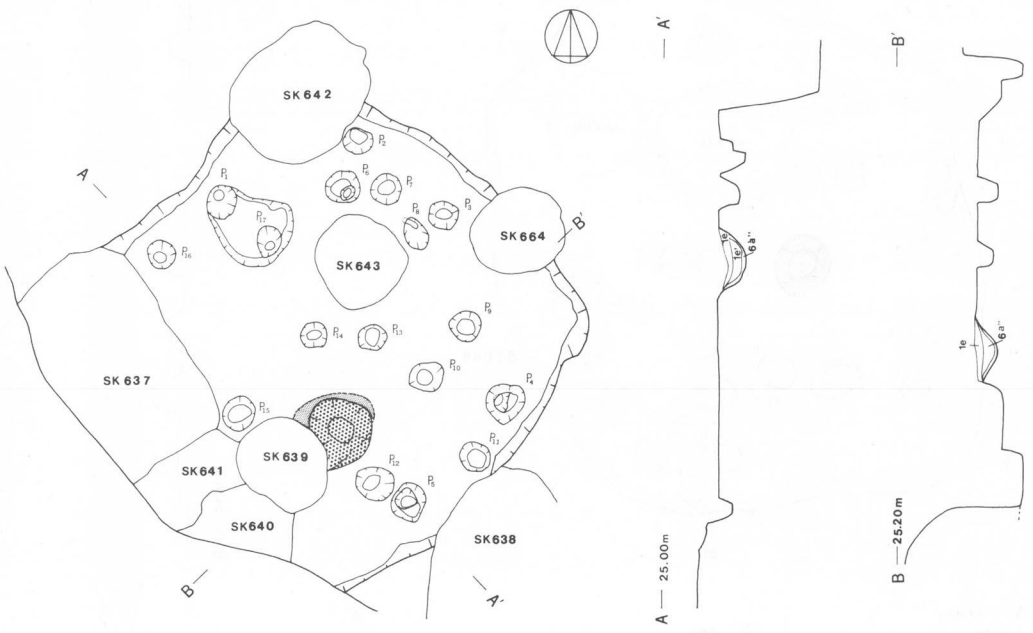 SK642
P2
A
P1
P6
P7
P17
P8
P3
B'
SK664
P16
SK643
P14
P13
P9
P10
SK637
P4
P15
SK639
P11
SK641
P12
P5
SK640
SK638
B
A'
A'
1e
1e'
6a''
A — 25.00m
B'
1e
6a''
B — 25.20m